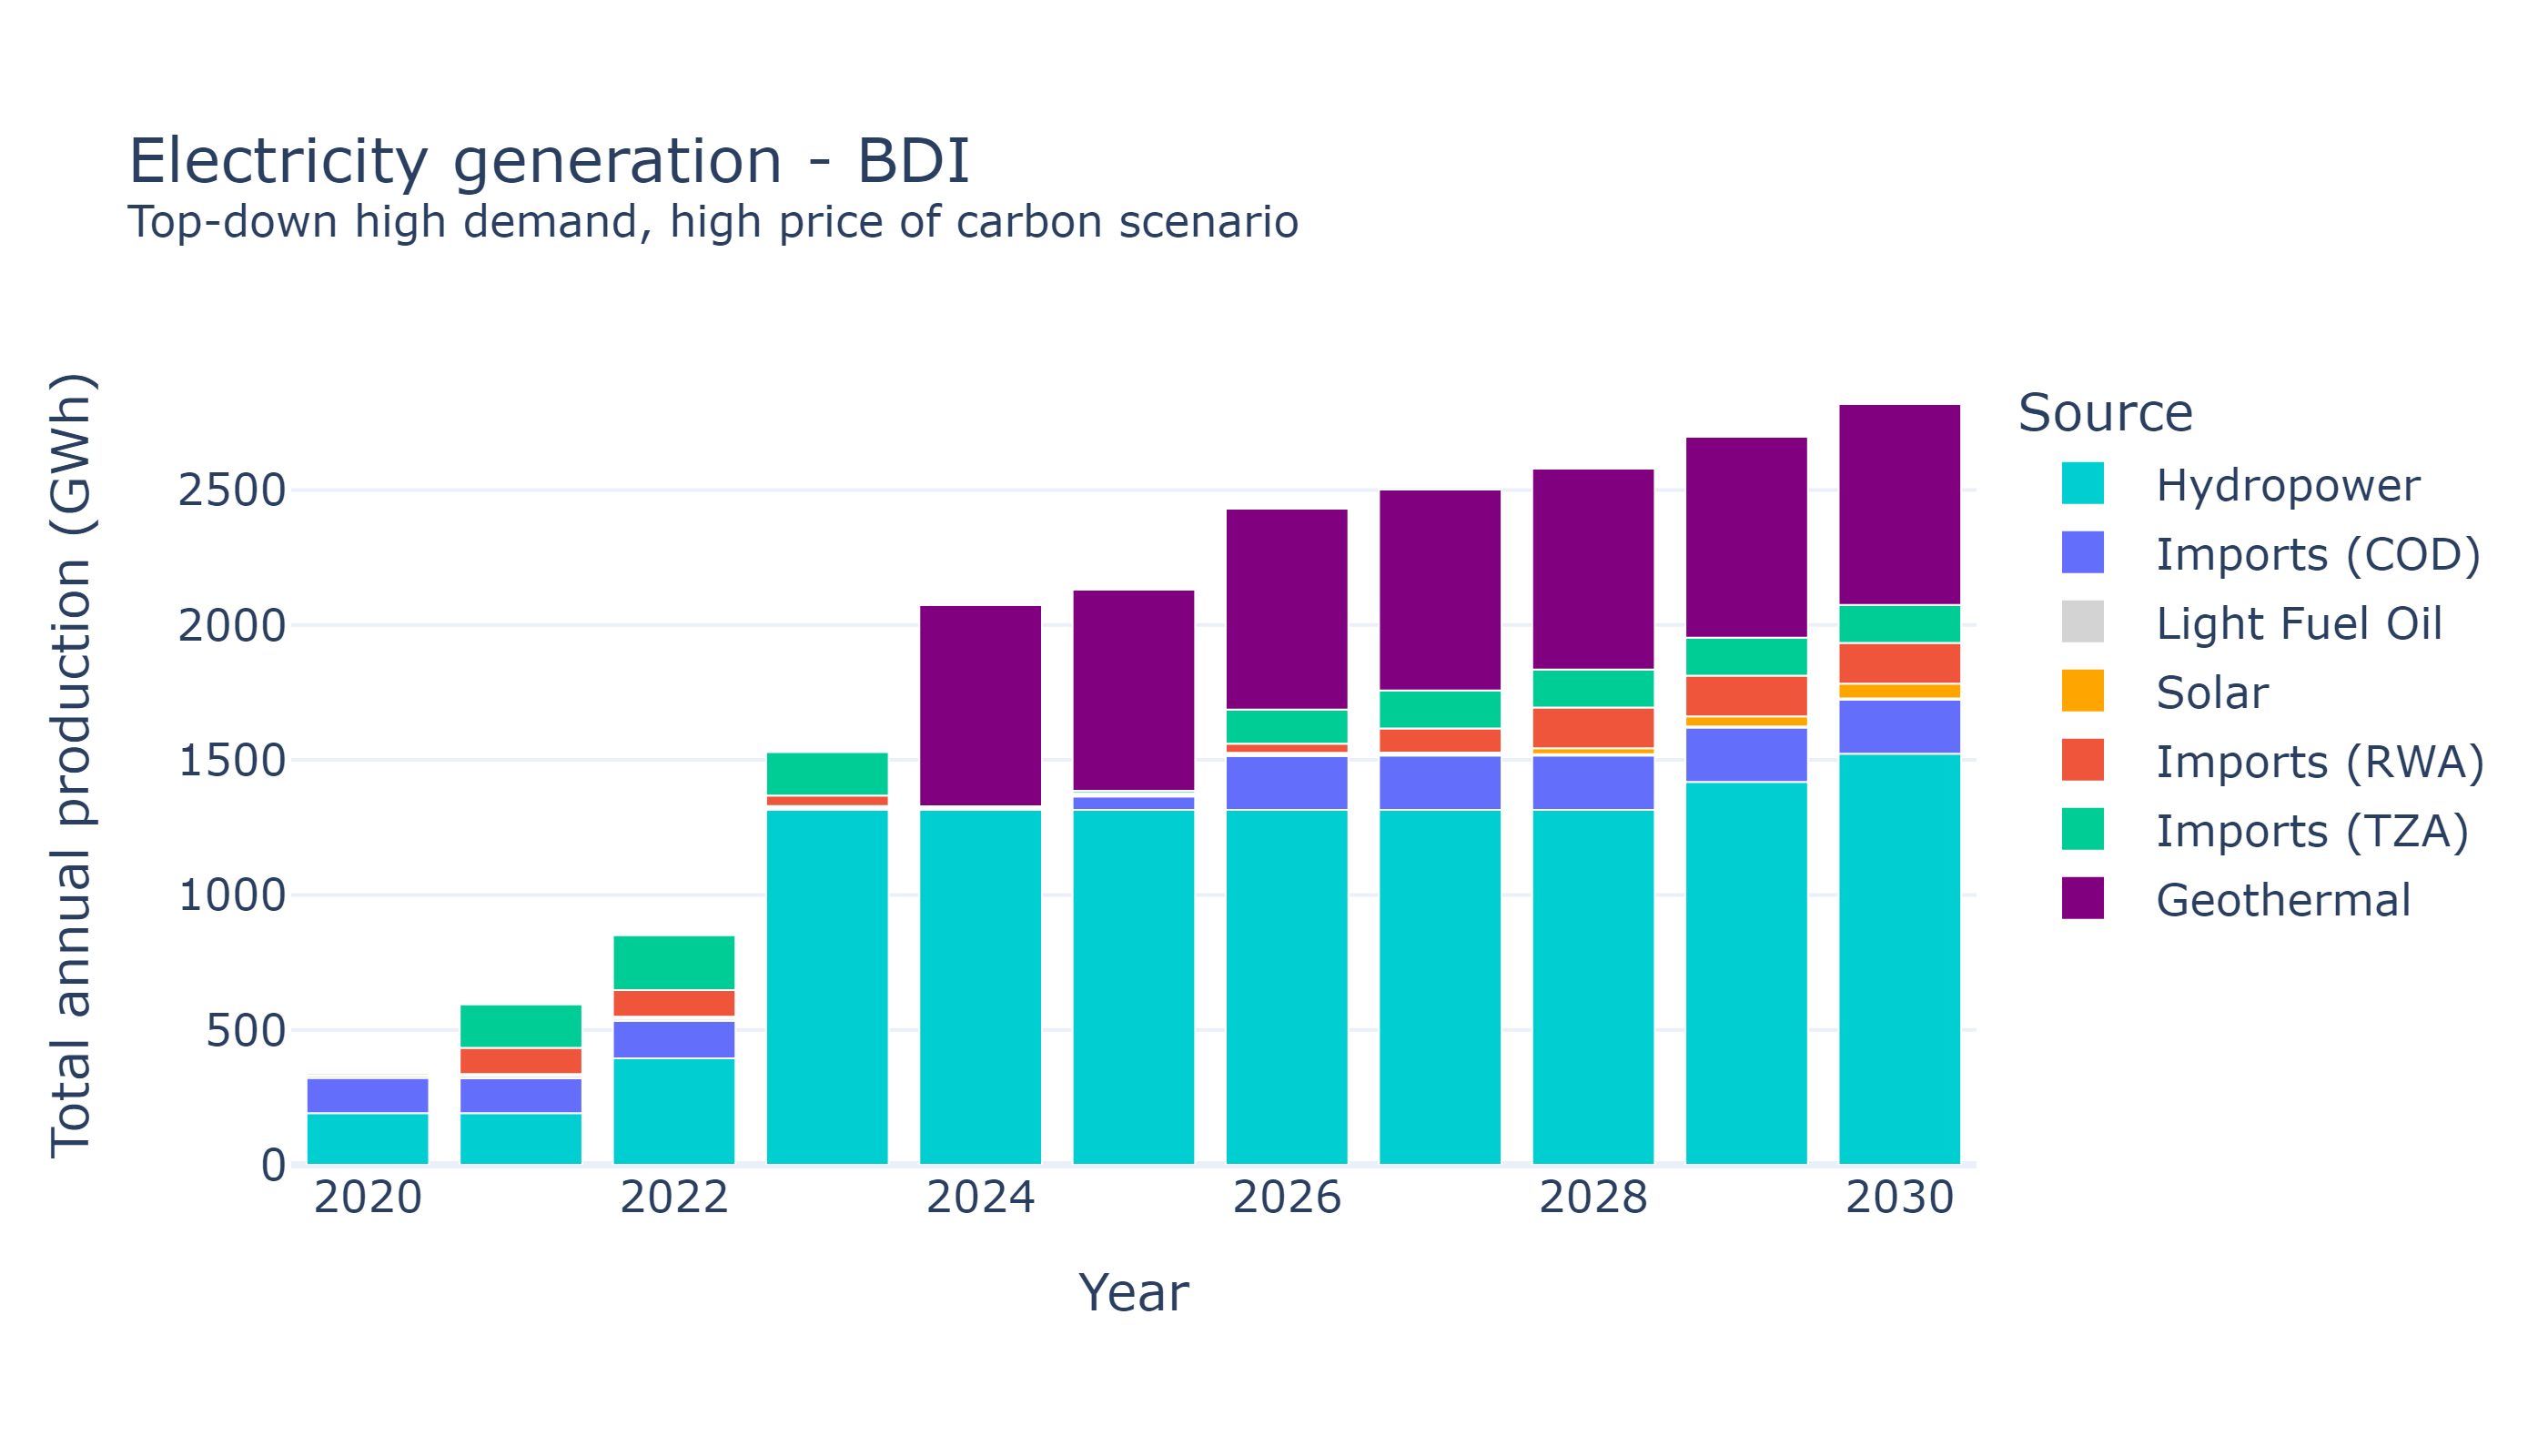 Electricity generation - BDI
Top-down high demand, high price of carbon scenario
Total annual production (GWh)
2500
2000
1500
1000
500
0
2020
2022
2024
2026
2028
2030
Year
Source
Hydropower
Imports (COD)
Light Fuel Oil
Solar
Imports (RWA)
Imports (TZA)
Geothermal